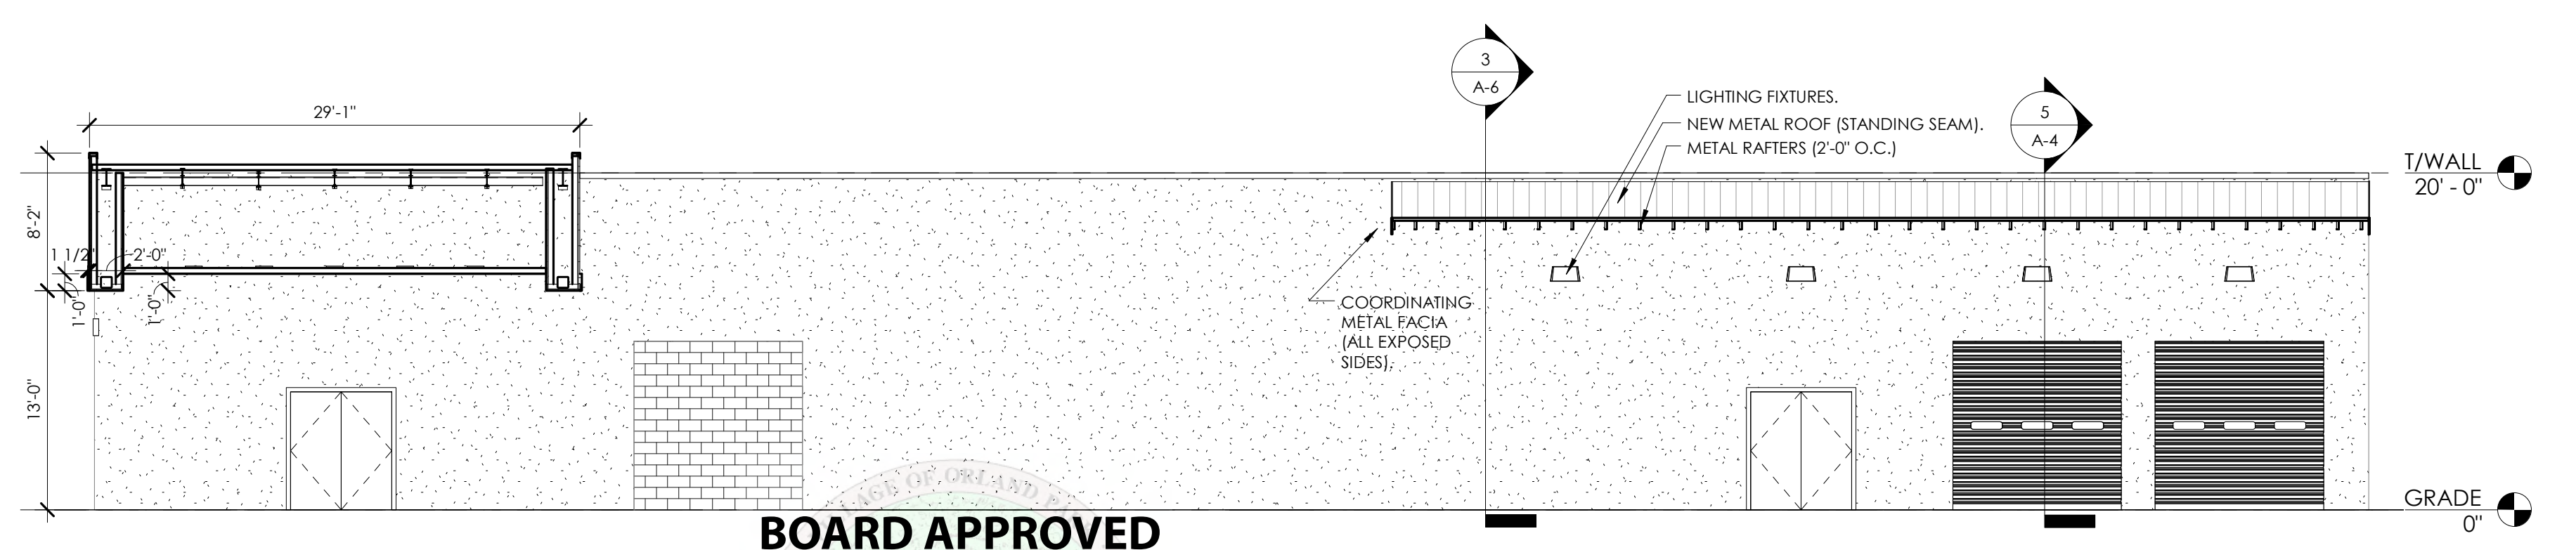 3
A-6
5
A-4
LIGHTING FIXTURES.
NEW METAL ROOF (STANDING SEAM).
METAL RAFTERS (2'-0" O.C.)
T/WALL
20' - 0"
29'-1"
8'-2"
1 1/2"
2'-0"
1'-0"
1'-0"
COORDINATING
METAL FACIA
(ALL EXPOSED
SIDES).
13'-0"
GRADE
0"
OF ORLAND
BOARD APPROVED